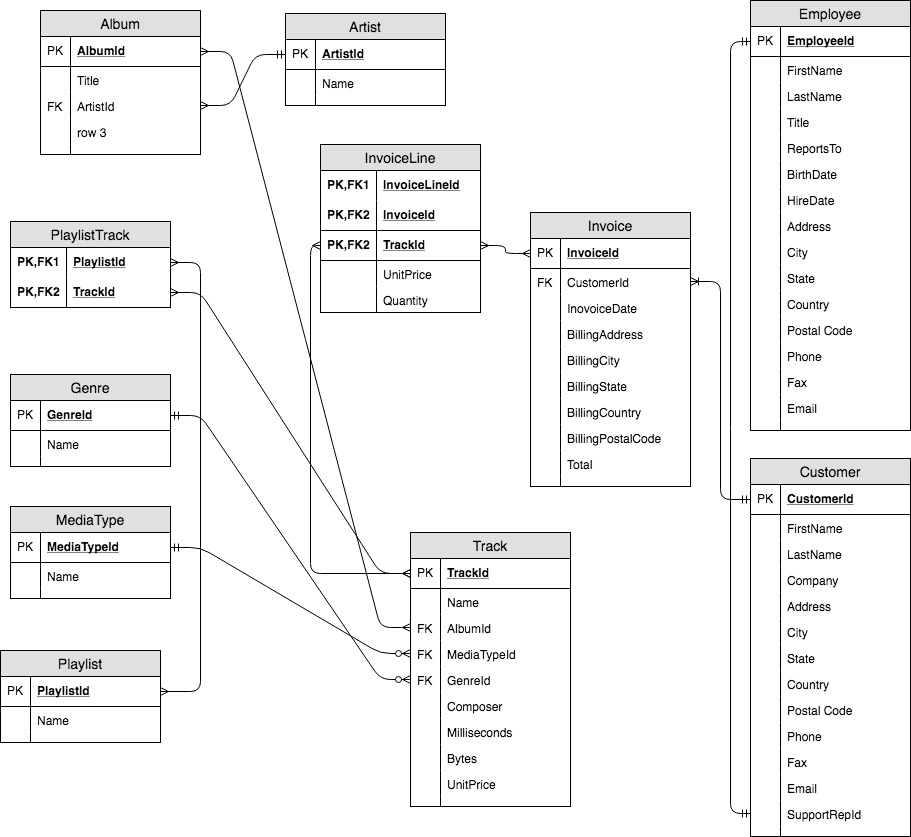 Album
PK AlbumId
Title
FK ArtistId
row 3
Artist
PK ArtistId
Name
Employee
PK EmployeeId
FirstName
LastName
Title
ReportsTo
BirthDate
HireDate
Address
City
State
Country
Postal Code
Phone
Fax
Email
InvoiceLine
PK,FK1 InvoiceLineId
PK,FK2 InvoiceId
PK,FK2 TrackId
UnitPrice
Quantity
Invoice
PK InvoiceId
FK CustomerId
InovoiceDate
BillingAddress
BillingCity
BillingState
BillingCountry
BillingPostalCode
Total
PlaylistTrack
PK,FK1 PlaylistId
PK,FK2 TrackId
Genre
PK GenreId
Name
MediaType
PK MediaTypeId
Name
Playlist
PK PlaylistId
Name
Track
PK TrackId
Name
FK AlbumId
FK MediaTypeId
FK GenreId
Composer
Milliseconds
Bytes
UnitPrice
Customer
PK CustomerId
FirstName
LastName
Company
Address
City
State
Country
Postal Code
Phone
Fax
Email
SupportRepId